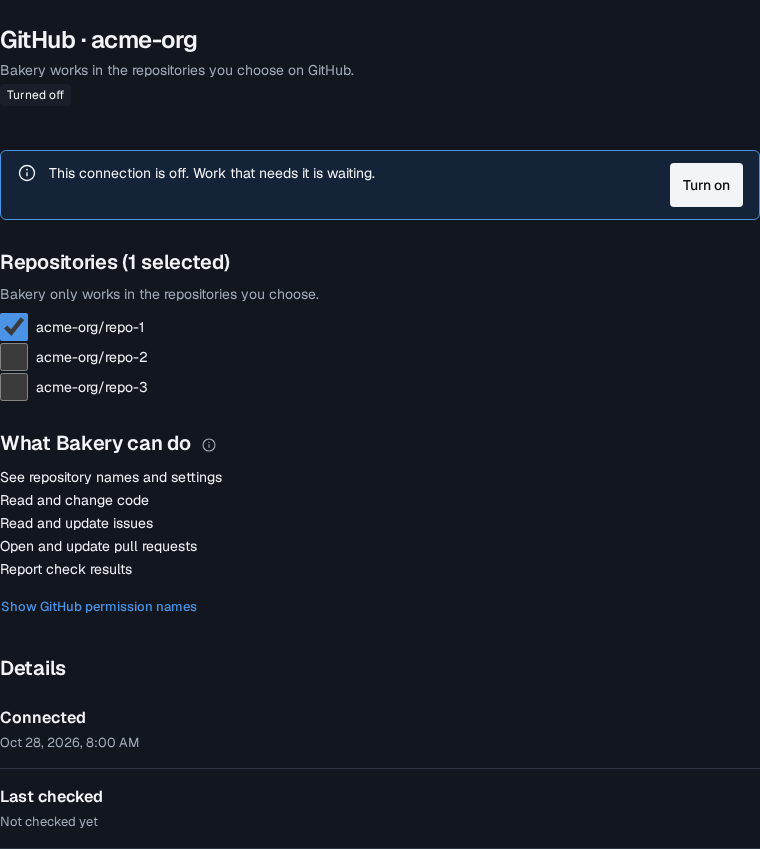 GitHub · acme-org
Bakery works in the repositories you choose on GitHub.
Turned off
This connection is off. Work that needs it is waiting.
Turn on
Repositories (1 selected)
Bakery only works in the repositories you choose.
acme-org/repo-1
acme-org/repo-2
acme-org/repo-3
What Bakery can do
See repository names and settings
Read and change code
Read and update issues
Open and update pull requests
Report check results
Show GitHub permission names
Details
Connected
Oct 28, 2026, 8:00 AM
Last checked
Not checked yet